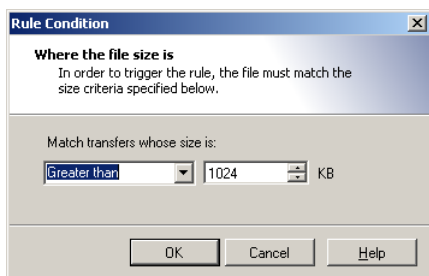 Rule Condition
Where the file size is
In order to trigger the rule, the file must match the
size criteria specified below.
Match transfers whose size is:
Greater than 1024 KB
OK Cancel Help